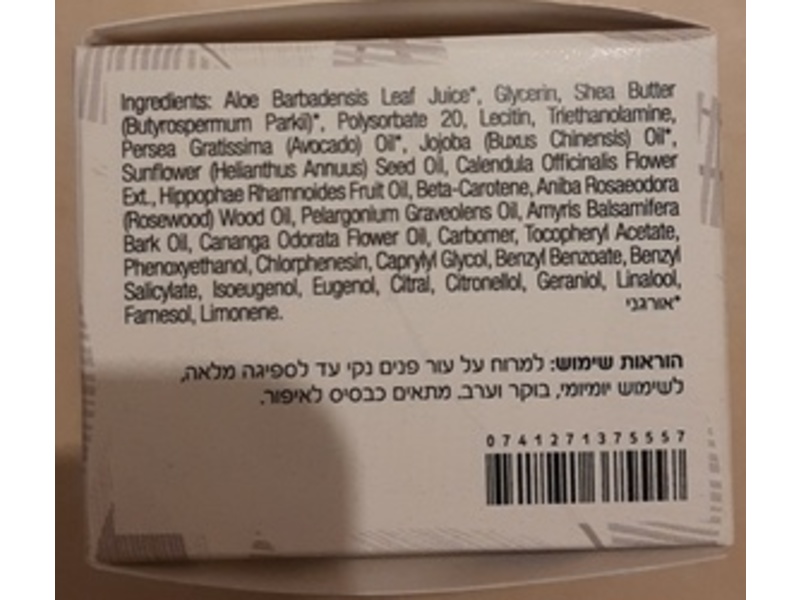 Ingredients: Aloe Barbadensis Leaf Juice*, Glycerin, Shea Butter
(Butyrospermum Parkii)*, Polysorbate 20, Lecitin, Triethanolamine,
Persea Gratissima (Avocado) Oil*, Jojoba (Buxus Chinensis) Oil*,
Sunflower (Helianthus Annuus) Seed Oil, Calendula Officinalis Flower
Ext., Hippophae Rhamnoides Fruit Oil, Beta-Carotene, Aniba Rosaeodora
(Rosewood) Wood Oil, Pelargonium Graveolens Oil, Amyris Balsamifera
Bark Oil, Cananga Odorata Flower Oil, Carbomer, Tocopheryl Acetate,
Phenoxyethanol, Chlorphenesin, Caprylyl Glycol, Benzyl Benzoate, Benzyl
Salicylate, Isoeugenol, Eugenol, Citral, Citronellol, Geraniol, Linalool,
Farnesol, Limonene.
*אורגני
הוראות שימוש: למרוח על עור פנים נקי עד לספיגה מלאה,
לשימוש יומיומי, בוקר וערב. מתאים כבסיס לאיפור.
0741271375557